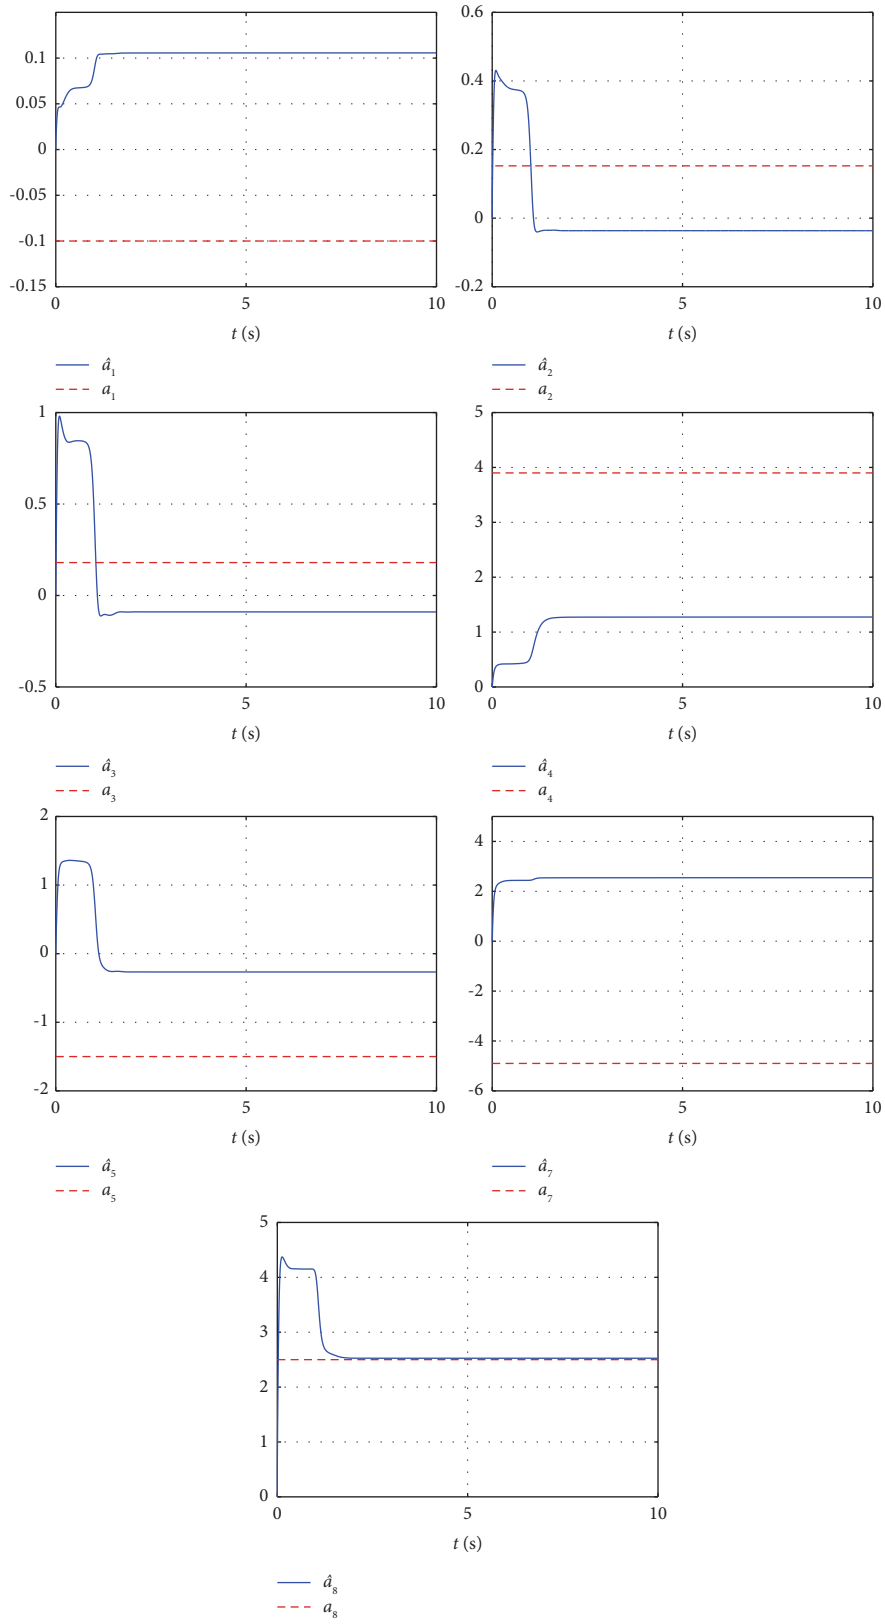 0.1
0.05
0
-0.05
-0.1
-0.15
0 5 10
t (s)
â₁
a₁
0.6
0.4
0.2
0
-0.2
0 5 10
t (s)
â₂
a₂
1
0.5
0
-0.5
0 5 10
t (s)
â₃
a₃
5
4
3
2
1
0
0 5 10
t (s)
â₄
a₄
2
1
0
-1
-2
0 5 10
t (s)
â₅
a₅
4
2
0
-2
-4
-6
0 5 10
t (s)
â₇
a₇
5
4
3
2
1
0
0 5 10
t (s)
â₈
a₈